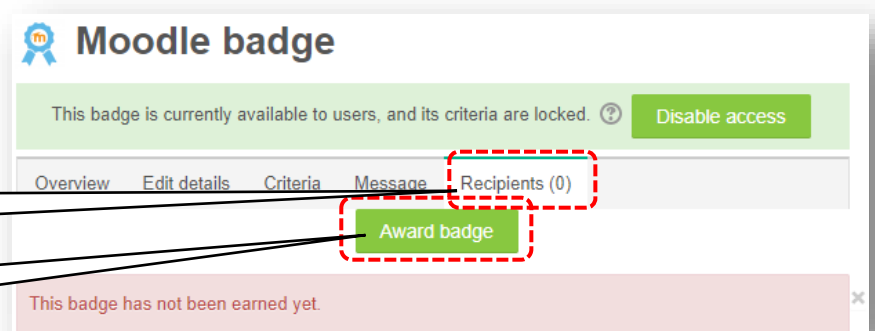 Moodle badge
This badge is currently available to users, and its criteria are locked. Disable access
Overview Edit details Criteria Message Recipients (0)
Award badge
This badge has not been earned yet.